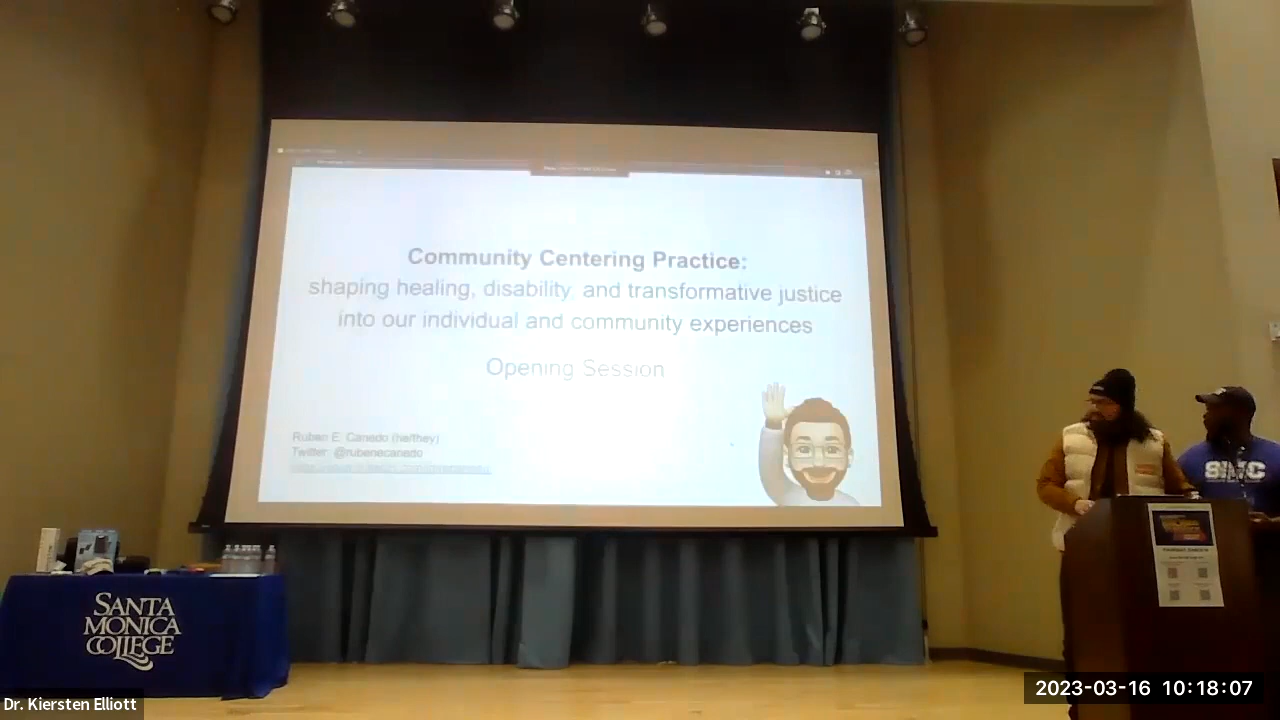 Community Centering Practice:
shaping healing, disability, and transformative justice
into our individual and community experiences
Opening Session
Ruben E. Canedo (he/they)
Twitter: @rubenecanedo
SMC
SANTA
MONICA
COLLEGE
Dr. Kiersten Elliott
2023-03-16 10:18:07